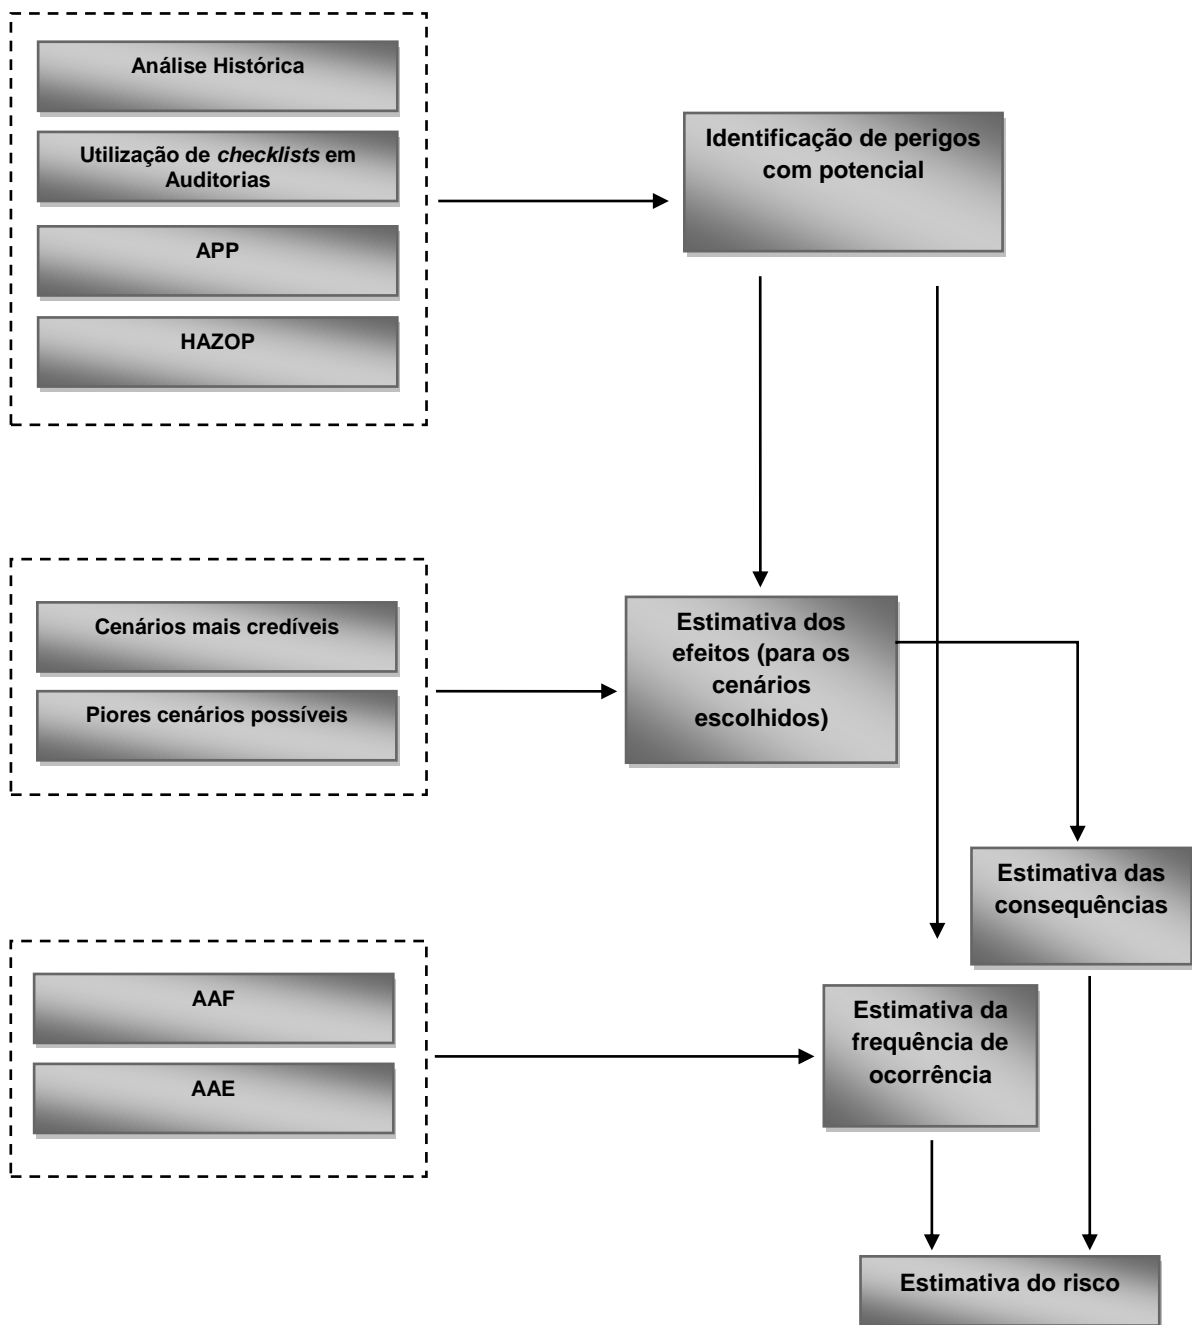 Análise Histórica
Utilização de checklists em
Auditorias
APP
HAZOP
Identificação de perigos
com potencial
Cenários mais credíveis
Piores cenários possíveis
Estimativa dos
efeitos (para os
cenários
escolhidos)
Estimativa das
consequências
AAF
AAE
Estimativa da
frequência de
ocorrência
Estimativa do risco